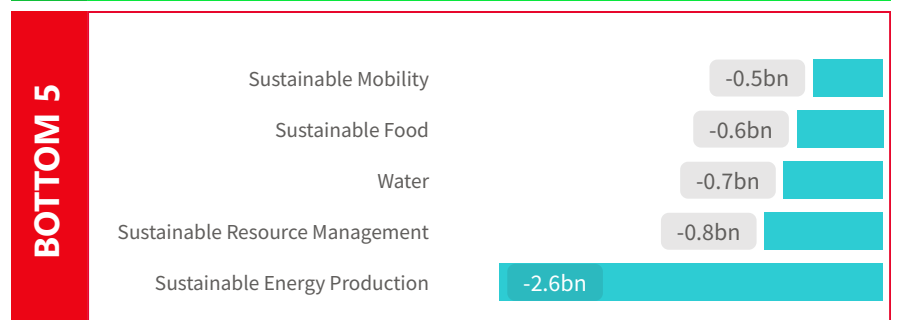 BOTTOM 5
Sustainable Mobility -0.5bn
Sustainable Food -0.6bn
Water -0.7bn
Sustainable Resource Management -0.8bn
Sustainable Energy Production -2.6bn